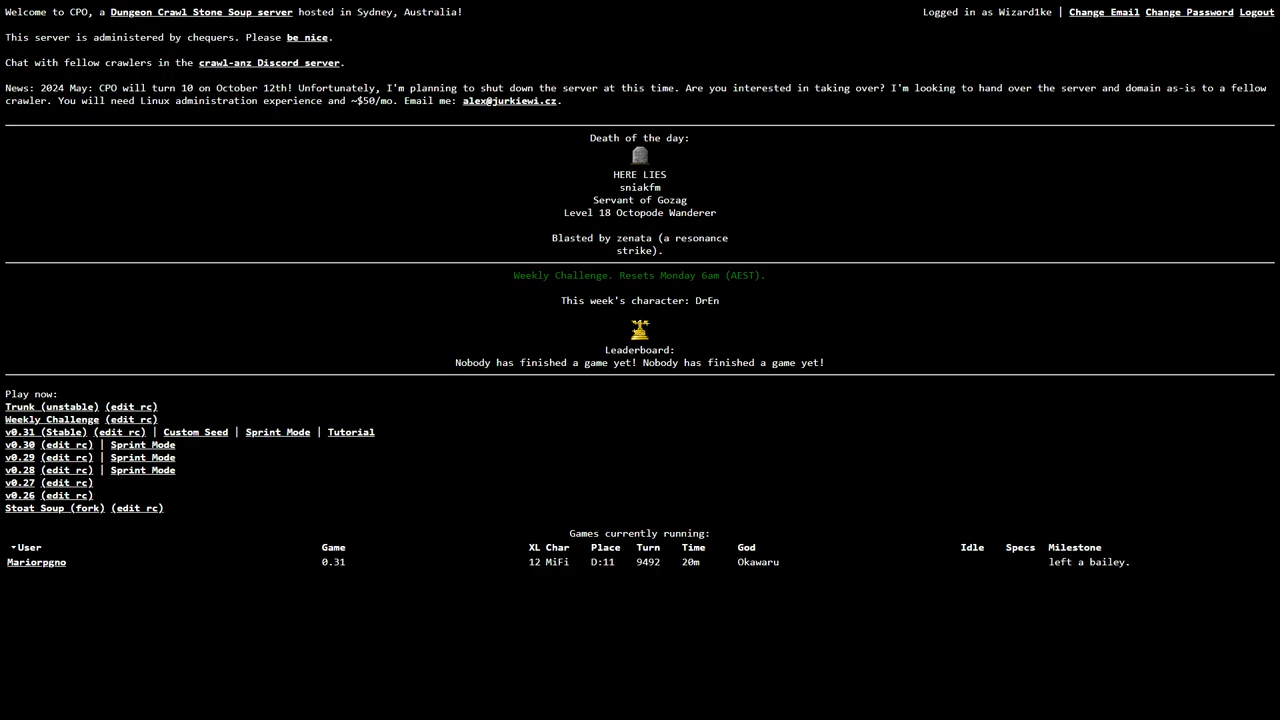 Welcome to CPO, a Dungeon Crawl Stone Soup server hosted in Sydney, Australia!
Logged in as Wizard1ke | Change Email Change Password Logout
This server is administered by chequers. Please be nice.
Chat with fellow crawlers in the crawl-anz Discord server.
News: 2024 May: CPO will turn 10 on October 12th! Unfortunately, I'm planning to shut down the server at this time. Are you interested in taking over? I'm looking to hand over the server and domain as-is to a fellow
crawler. You will need Linux administration experience and ~$50/mo. Email me: alex@jurkiewi.cz.
Death of the day:
HERE LIES
sniakfm
Servant of Gozag
Level 18 Octopode Wanderer
Blasted by zenata (a resonance
strike).
Weekly Challenge. Resets Monday 6am (AEST).
This week's character: DrEn
Leaderboard:
Nobody has finished a game yet! Nobody has finished a game yet!
Play now:
Trunk (unstable) (edit rc)
Weekly Challenge (edit rc)
v0.31 (Stable) (edit rc) | Custom Seed | Sprint Mode | Tutorial
v0.30 (edit rc) | Sprint Mode
v0.29 (edit rc) | Sprint Mode
v0.28 (edit rc) | Sprint Mode
v0.27 (edit rc)
v0.26 (edit rc)
Stoat Soup (fork) (edit rc)
Games currently running:
User Game XL Char Place Turn Time God Idle Specs Milestone
Mariorpgno 0.31 12 MiFi D:11 9492 20m Okawaru left a bailey.